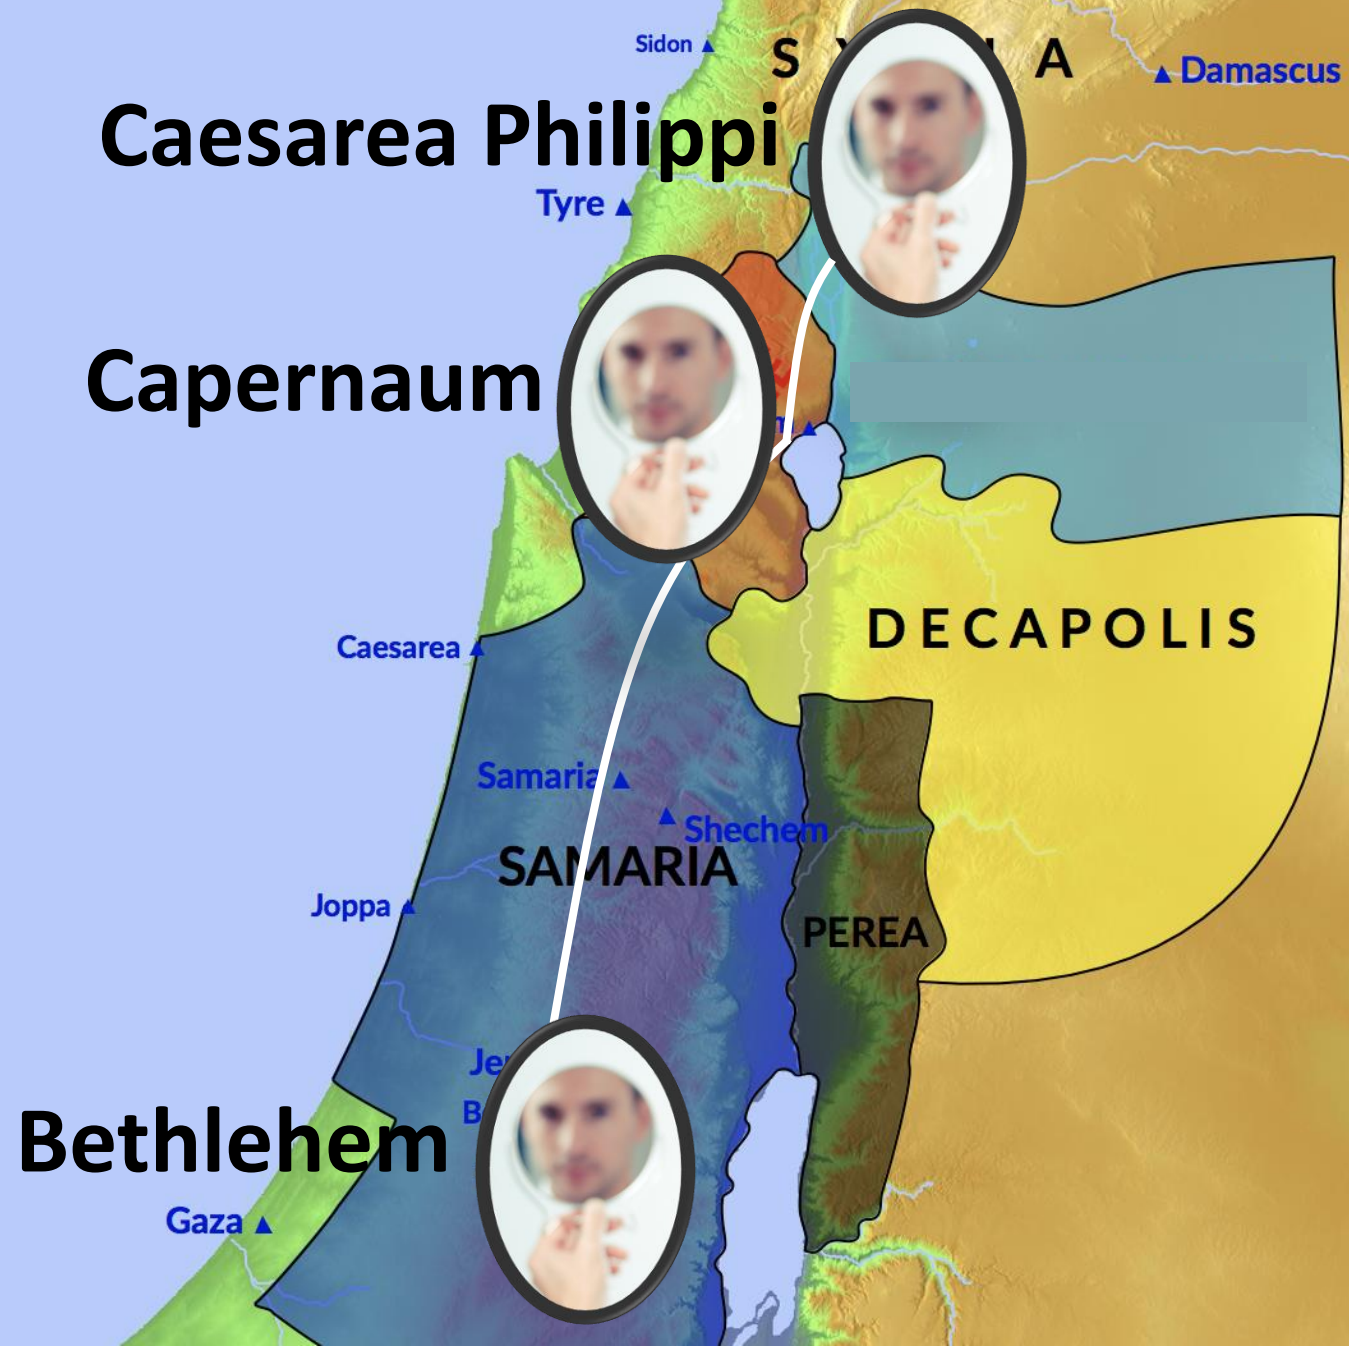 Sidon
S
A
Damascus
Caesarea Philippi
Tyre
Capernaum
DECAPOLIS
Caesarea
Samaria
Shechem
SAMARIA
Joppa
PEREA
Bethlehem
Gaza